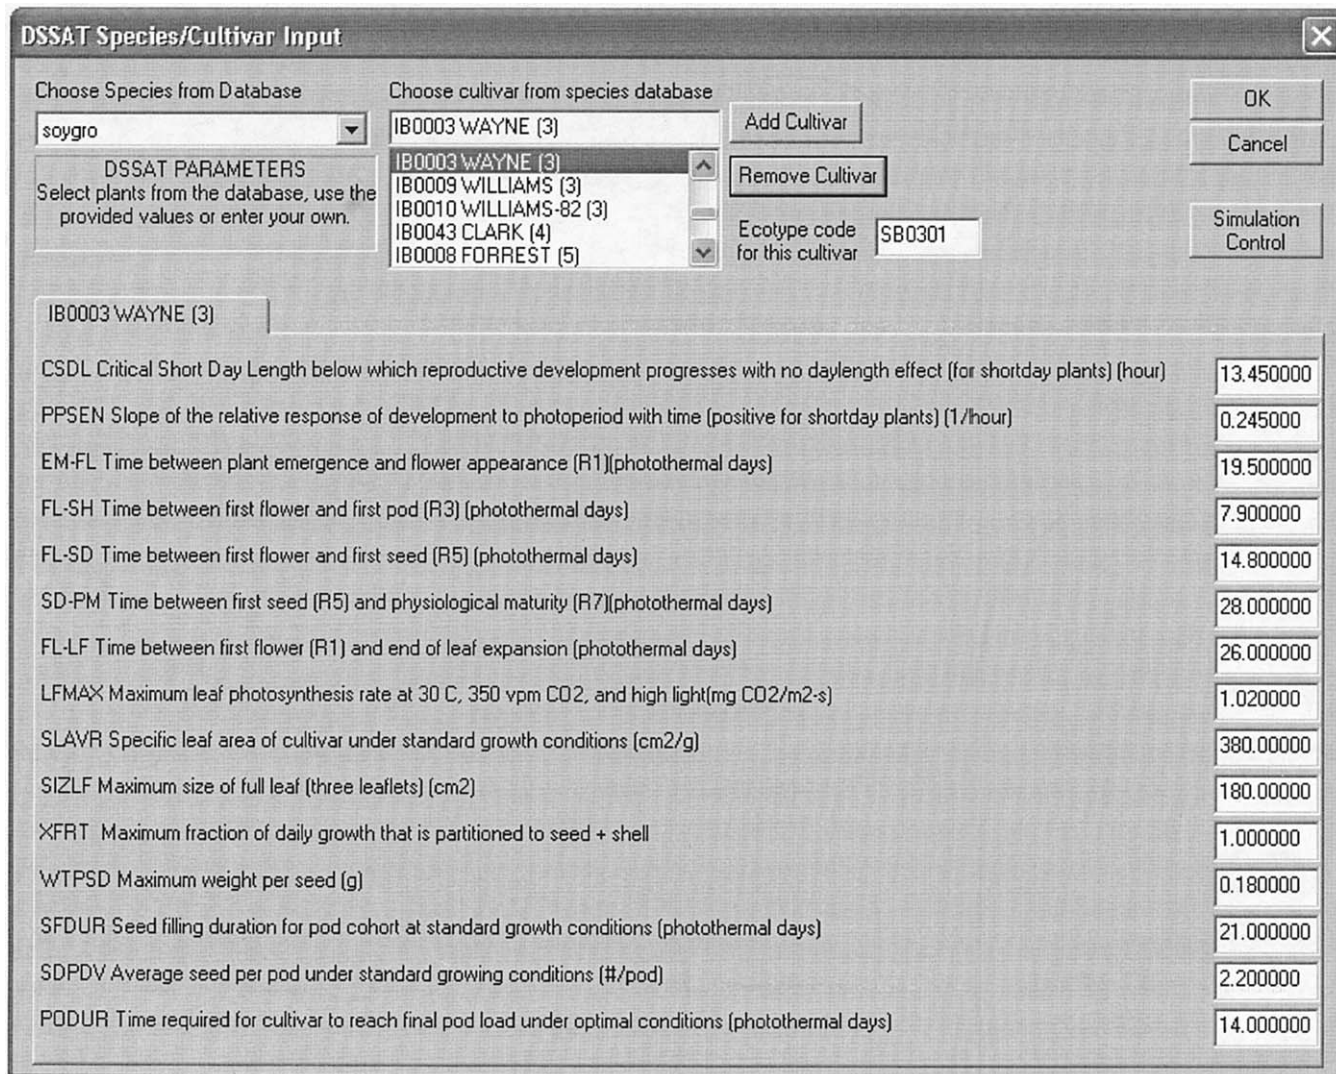 DSSAT Species/Cultivar Input
Choose Species from Database
soygro
DSSAT PARAMETERS
Select plants from the database, use the
provided values or enter your own.
Choose cultivar from species database
IB0003 WAYNE (3)
IB0003 WAYNE (3)
IB0009 WILLIAMS (3)
IB0010 WILLIAMS-82 (3)
IB0043 CLARK (4)
IB0008 FORREST (5)
Add Cultivar
Remove Cultivar
Ecotype code
for this cultivar
SB0301
OK
Cancel
Simulation
Control
IB0003 WAYNE (3)
CSDL Critical Short Day Length below which reproductive development progresses with no daylength effect (for shortday plants) (hour) 13.450000
PPSEN Slope of the relative response of development to photoperiod with time (positive for shortday plants) (1/hour) 0.245000
EM-FL Time between plant emergence and flower appearance (R1)(photothermal days) 19.500000
FL-SH Time between first flower and first pod (R3) (photothermal days) 7.900000
FL-SD Time between first flower and first seed (R5) (photothermal days) 14.800000
SD-PM Time between first seed (R5) and physiological maturity (R7)(photothermal days) 28.000000
FL-LF Time between first flower (R1) and end of leaf expansion (photothermal days) 26.000000
LFMAX Maximum leaf photosynthesis rate at 30 C, 350 vpm CO2, and high light(mg CO2/m2-s) 1.020000
SLAVR Specific leaf area of cultivar under standard growth conditions (cm2/g) 380.00000
SIZLF Maximum size of full leaf (three leaflets) (cm2) 180.00000
XFRT Maximum fraction of daily growth that is partitioned to seed + shell 1.000000
WTPSD Maximum weight per seed (g) 0.180000
SFDUR Seed filling duration for pod cohort at standard growth conditions (photothermal days) 21.000000
SDPDV Average seed per pod under standard growing conditions (#/pod) 2.200000
PODUR Time required for cultivar to reach final pod load under optimal conditions (photothermal days) 14.000000